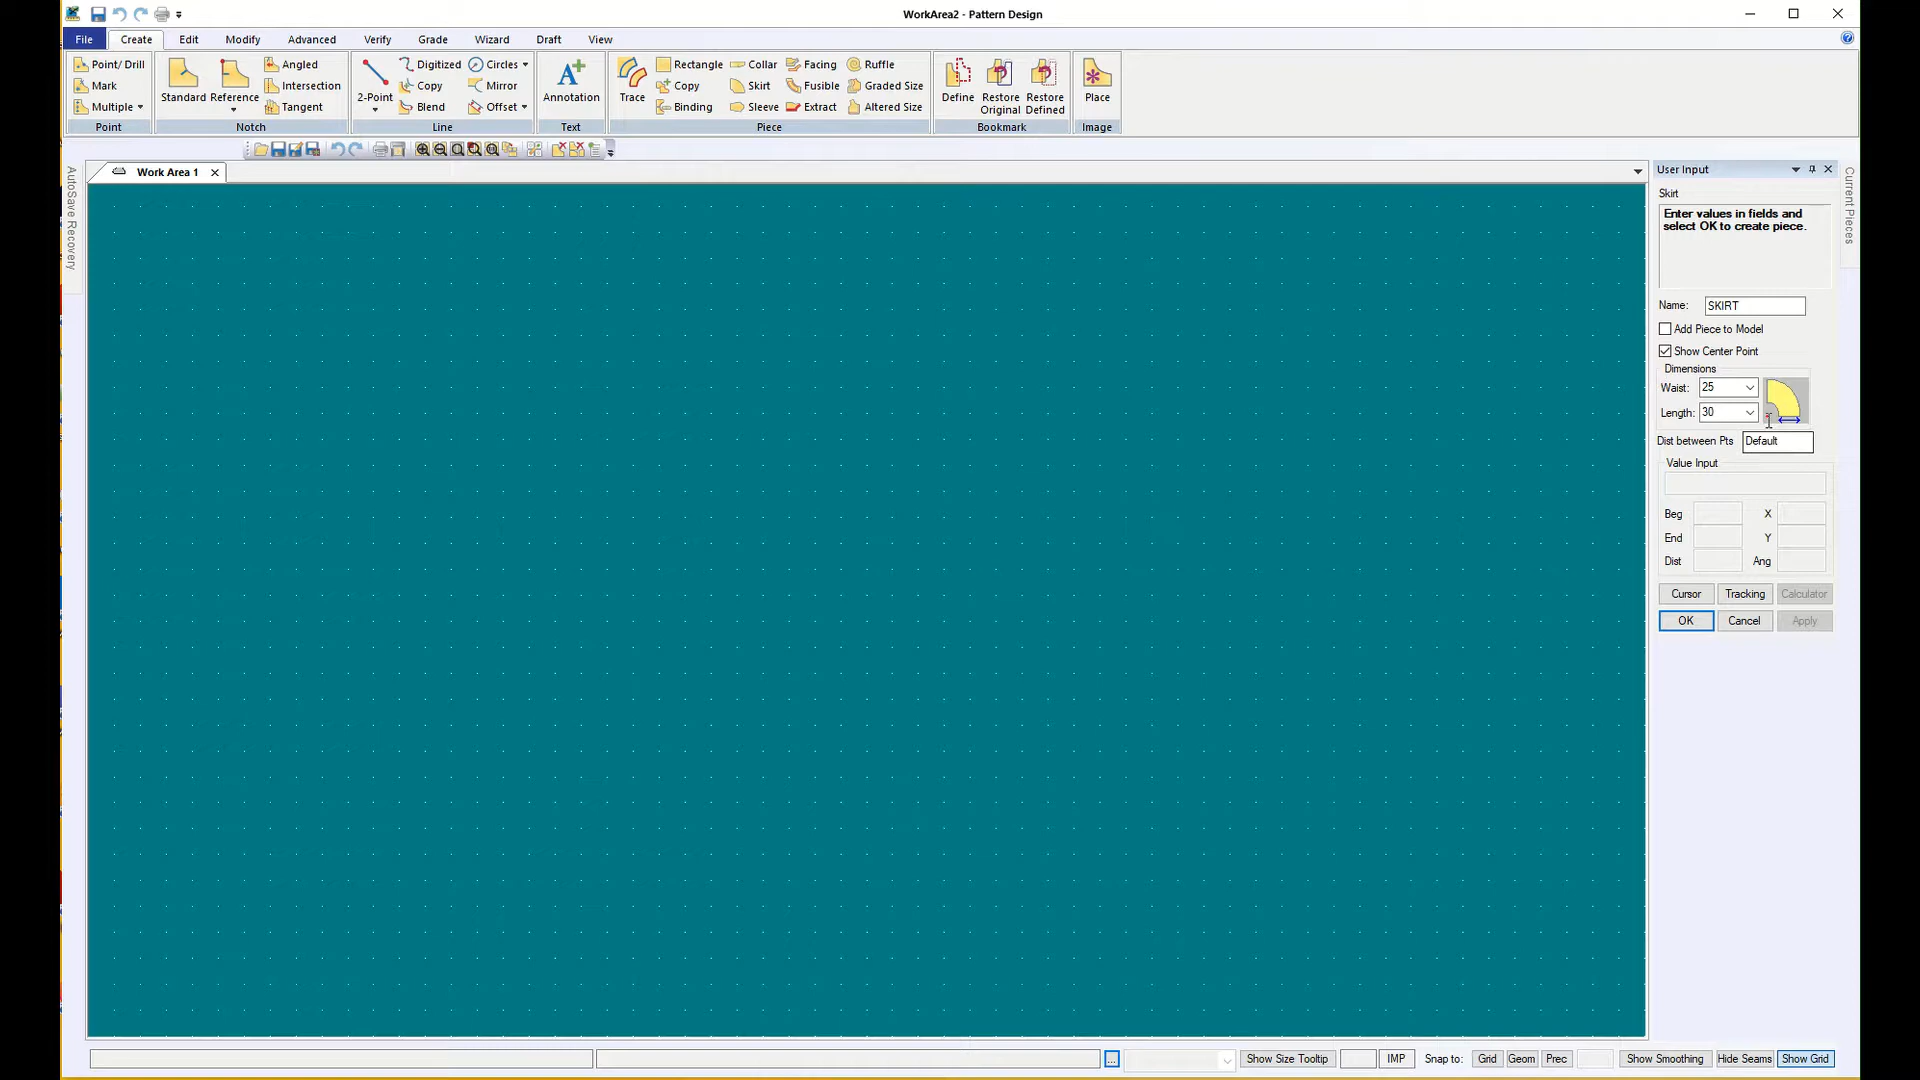 WorkArea2 - Pattern Design
File Create Edit Modify Advanced Verify Grade Wizard Draft View
Point/ Drill
Mark
Multiple
Point
Standard Reference
Angled
Intersection
Tangent
Notch
2-Point
Digitized
Copy
Blend
Circles
Mirror
Offset
Line
Annotation
Text
Trace
Rectangle
Copy
Binding
Collar
Skirt
Sleeve
Facing
Fusible
Extract
Ruffle
Graded Size
Altered Size
Piece
Define
Restore Original
Restore Defined
Bookmark
Place
Image
AutoSave Recovery
Work Area 1
User Input
Current Pieces
Skirt
Enter values in fields and
select OK to create piece.
Name: SKIRT
Add Piece to Model
Show Center Point
Dimensions
Waist: 25
Length: 30
Dist between Pts Default
Value Input
Beg X
End Y
Dist Ang
Cursor Tracking Calculator
OK Cancel Apply
... Show Size Tooltip IMP Snap to: Grid Geom Prec Show Smoothing Hide Seams Show Grid